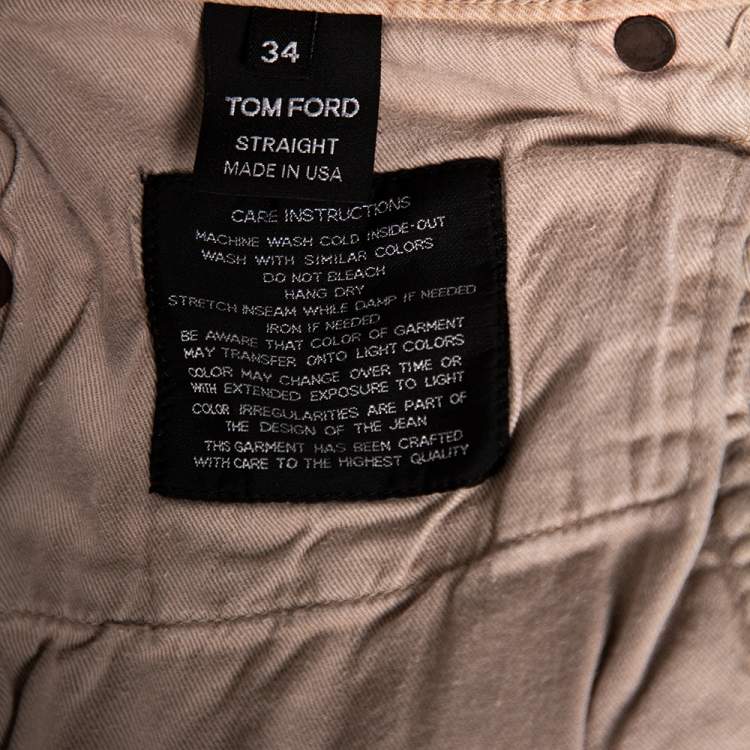 34
TOM FORD
STRAIGHT
MADE IN USA
CARE INSTRUCTIONS
MACHINE WASH COLD INSIDE-OUT
WASH WITH SIMILAR COLORS
DO NOT BLEACH
HANG DRY
STRETCH INSEAM WHILE DAMP IF NEEDED
IRON IF NEEDED
BE AWARE THAT COLOR OF GARMENT
MAY TRANSFER ONTO LIGHT COLORS
COLOR MAY CHANGE OVER TIME OR
WITH EXTENDED EXPOSURE TO LIGHT
COLOR IRREGULARITIES ARE PART OF
THE DESIGN OF THE JEAN
THIS GARMENT HAS BEEN CRAFTED
WITH CARE TO THE HIGHEST QUALITY